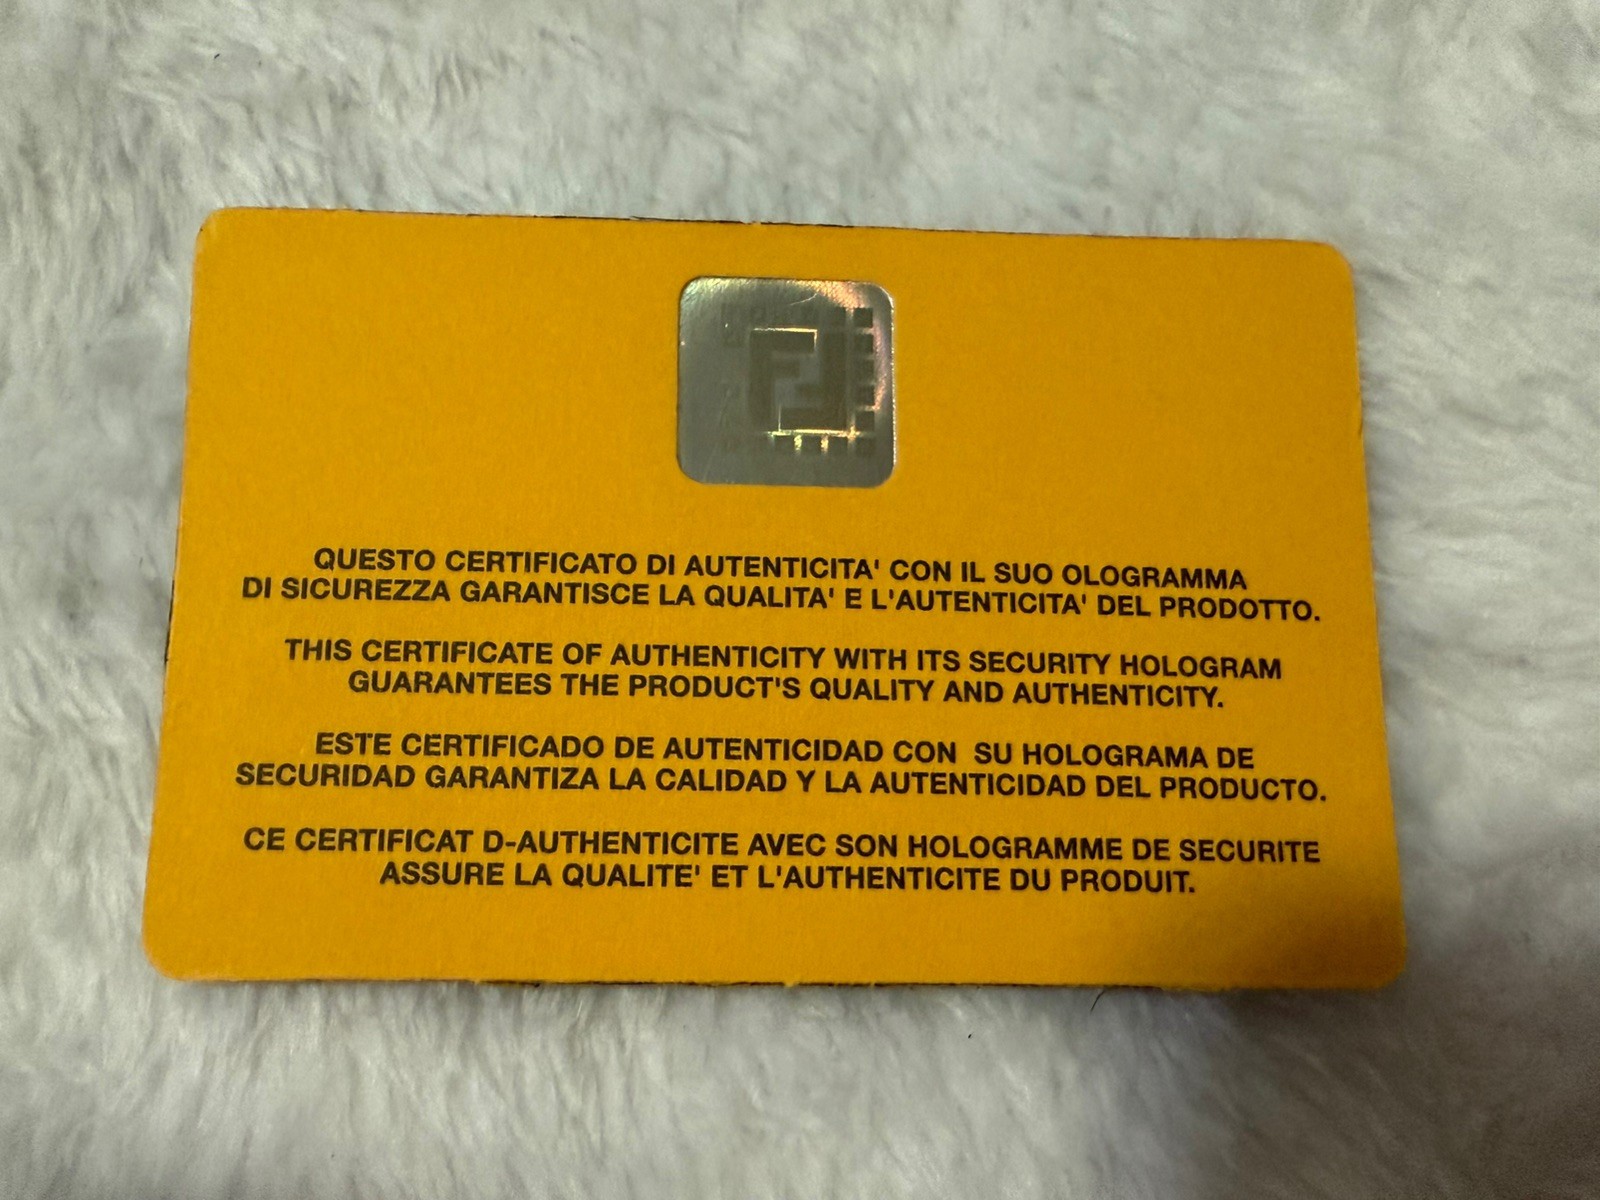 QUESTO CERTIFICATO DI AUTENTICITA' CON IL SUO OLOGRAMMA
DI SICUREZZA GARANTISCE LA QUALITA' E L'AUTENTICITA' DEL PRODOTTO.
THIS CERTIFICATE OF AUTHENTICITY WITH ITS SECURITY HOLOGRAM
GUARANTEES THE PRODUCT'S QUALITY AND AUTHENTICITY.
ESTE CERTIFICADO DE AUTENTICIDAD CON  SU HOLOGRAMA DE
SECURIDAD GARANTIZA LA CALIDAD Y LA AUTENTICIDAD DEL PRODUCTO.
CE CERTIFICAT D-AUTHENTICITE AVEC SON HOLOGRAMME DE SECURITE
ASSURE LA QUALITE' ET L'AUTHENTICITE DU PRODUIT.